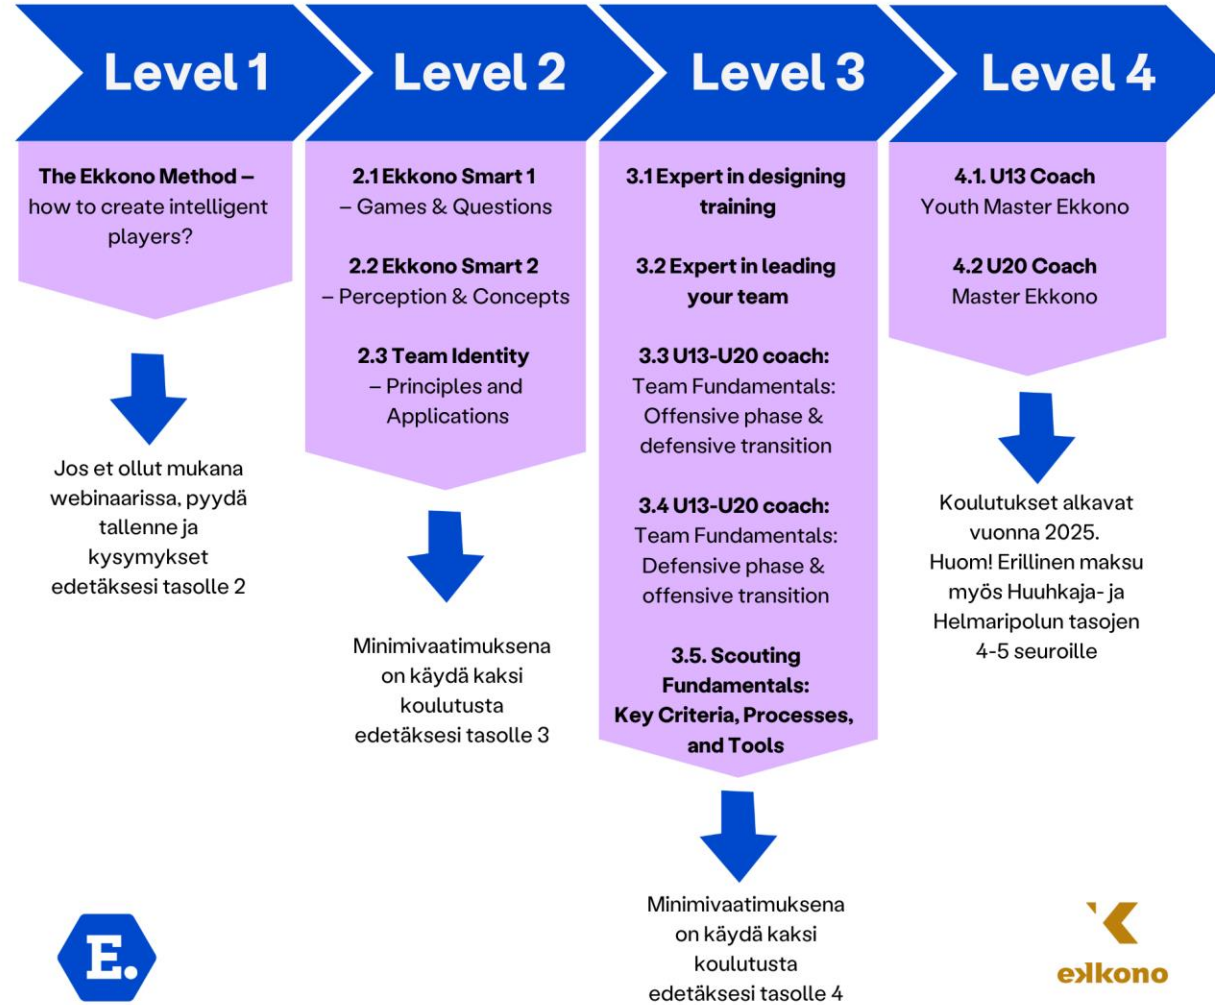 Level 1
The Ekkono Method –
how to create intelligent
players?
Jos et ollut mukana
webinaarissa, pyydä
tallenne ja
kysymykset
edetäksesi tasolle 2
Level 2
2.1 Ekkono Smart 1
– Games & Questions
2.2 Ekkono Smart 2
– Perception & Concepts
2.3 Team Identity
– Principles and
Applications
Minimivaatimuksena
on käydä kaksi
koulutusta
edetäksesi tasolle 3
Level 3
3.1 Expert in designing
training
3.2 Expert in leading
your team
3.3 U13-U20 coach:
Team Fundamentals:
Offensive phase &
defensive transition
3.4 U13-U20 coach:
Team Fundamentals:
Defensive phase &
offensive transition
3.5. Scouting
Fundamentals:
Key Criteria, Processes,
and Tools
Minimivaatimuksena
on käydä kaksi
koulutusta
edetäksesi tasolle 4
Level 4
4.1. U13 Coach
Youth Master Ekkono
4.2 U20 Coach
Master Ekkono
Koulutukset alkavat
vuonna 2025.
Huom! Erillinen maksu
myös Huuhkaja- ja
Helmaripolun tasojen
4-5 seuroille
E.
ekkono